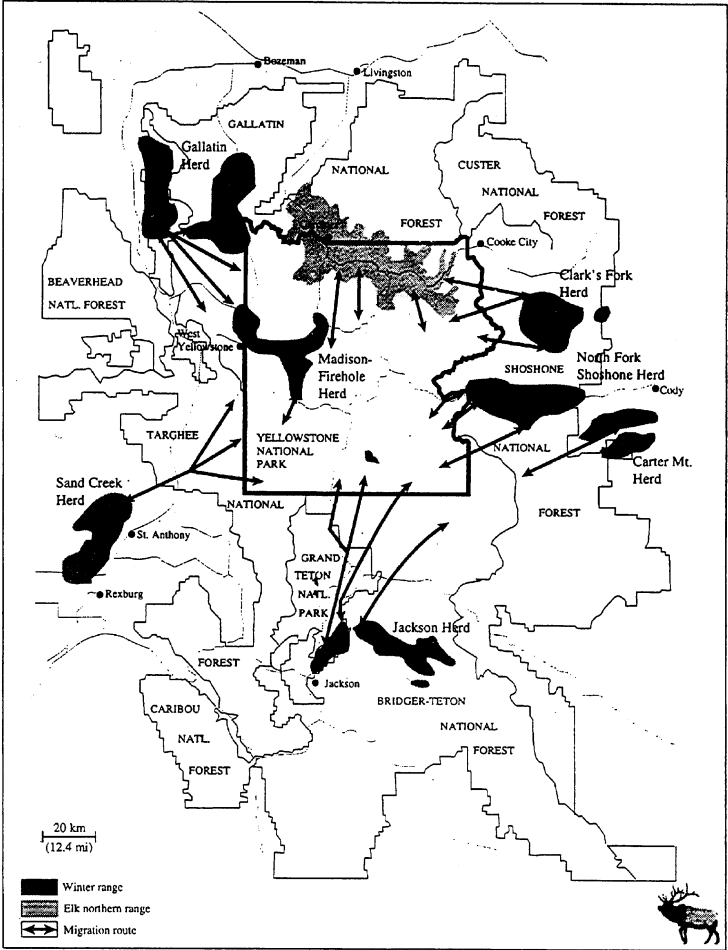 Bozeman
Livingston
GALLATIN
Gallatin
Herd
NATIONAL
CUSTER
NATIONAL
FOREST
FOREST
Cooke City
BEAVERHEAD
NATL. FOREST
Clark's Fork
Herd
West
Yellowstone
Madison-
Firehole
Herd
North Fork
Shoshone Herd
SHOSHONE
Cody
TARGHEE
YELLOWSTONE
NATIONAL
PARK
NATIONAL
Carter Mt.
Herd
Sand Creek
Herd
NATIONAL
FOREST
St. Anthony
GRAND
TETON
NATL.
PARK
Rexburg
Jackson Herd
FOREST
Jackson
BRIDGER-TETON
NATIONAL
FOREST
CARIBOU
NATL.
FOREST
20 km
(12.4 mi)
Winter range
Elk northern range
Migration route